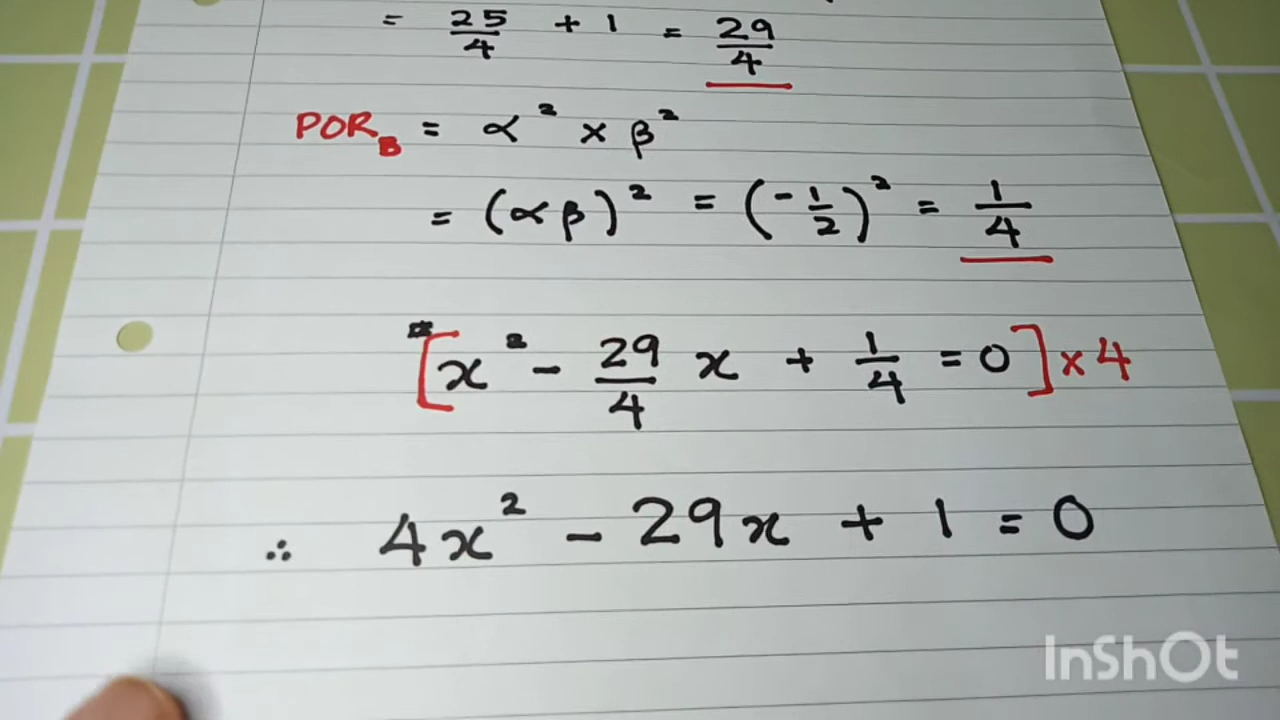 = 25/4 + 1 = 29/4
POR_B = α² × β²
= (αβ)² = (-1/2)² = 1/4
[x² - 29/4 x + 1/4 = 0] × 4
∴ 4x² - 29x + 1 = 0
InShOt